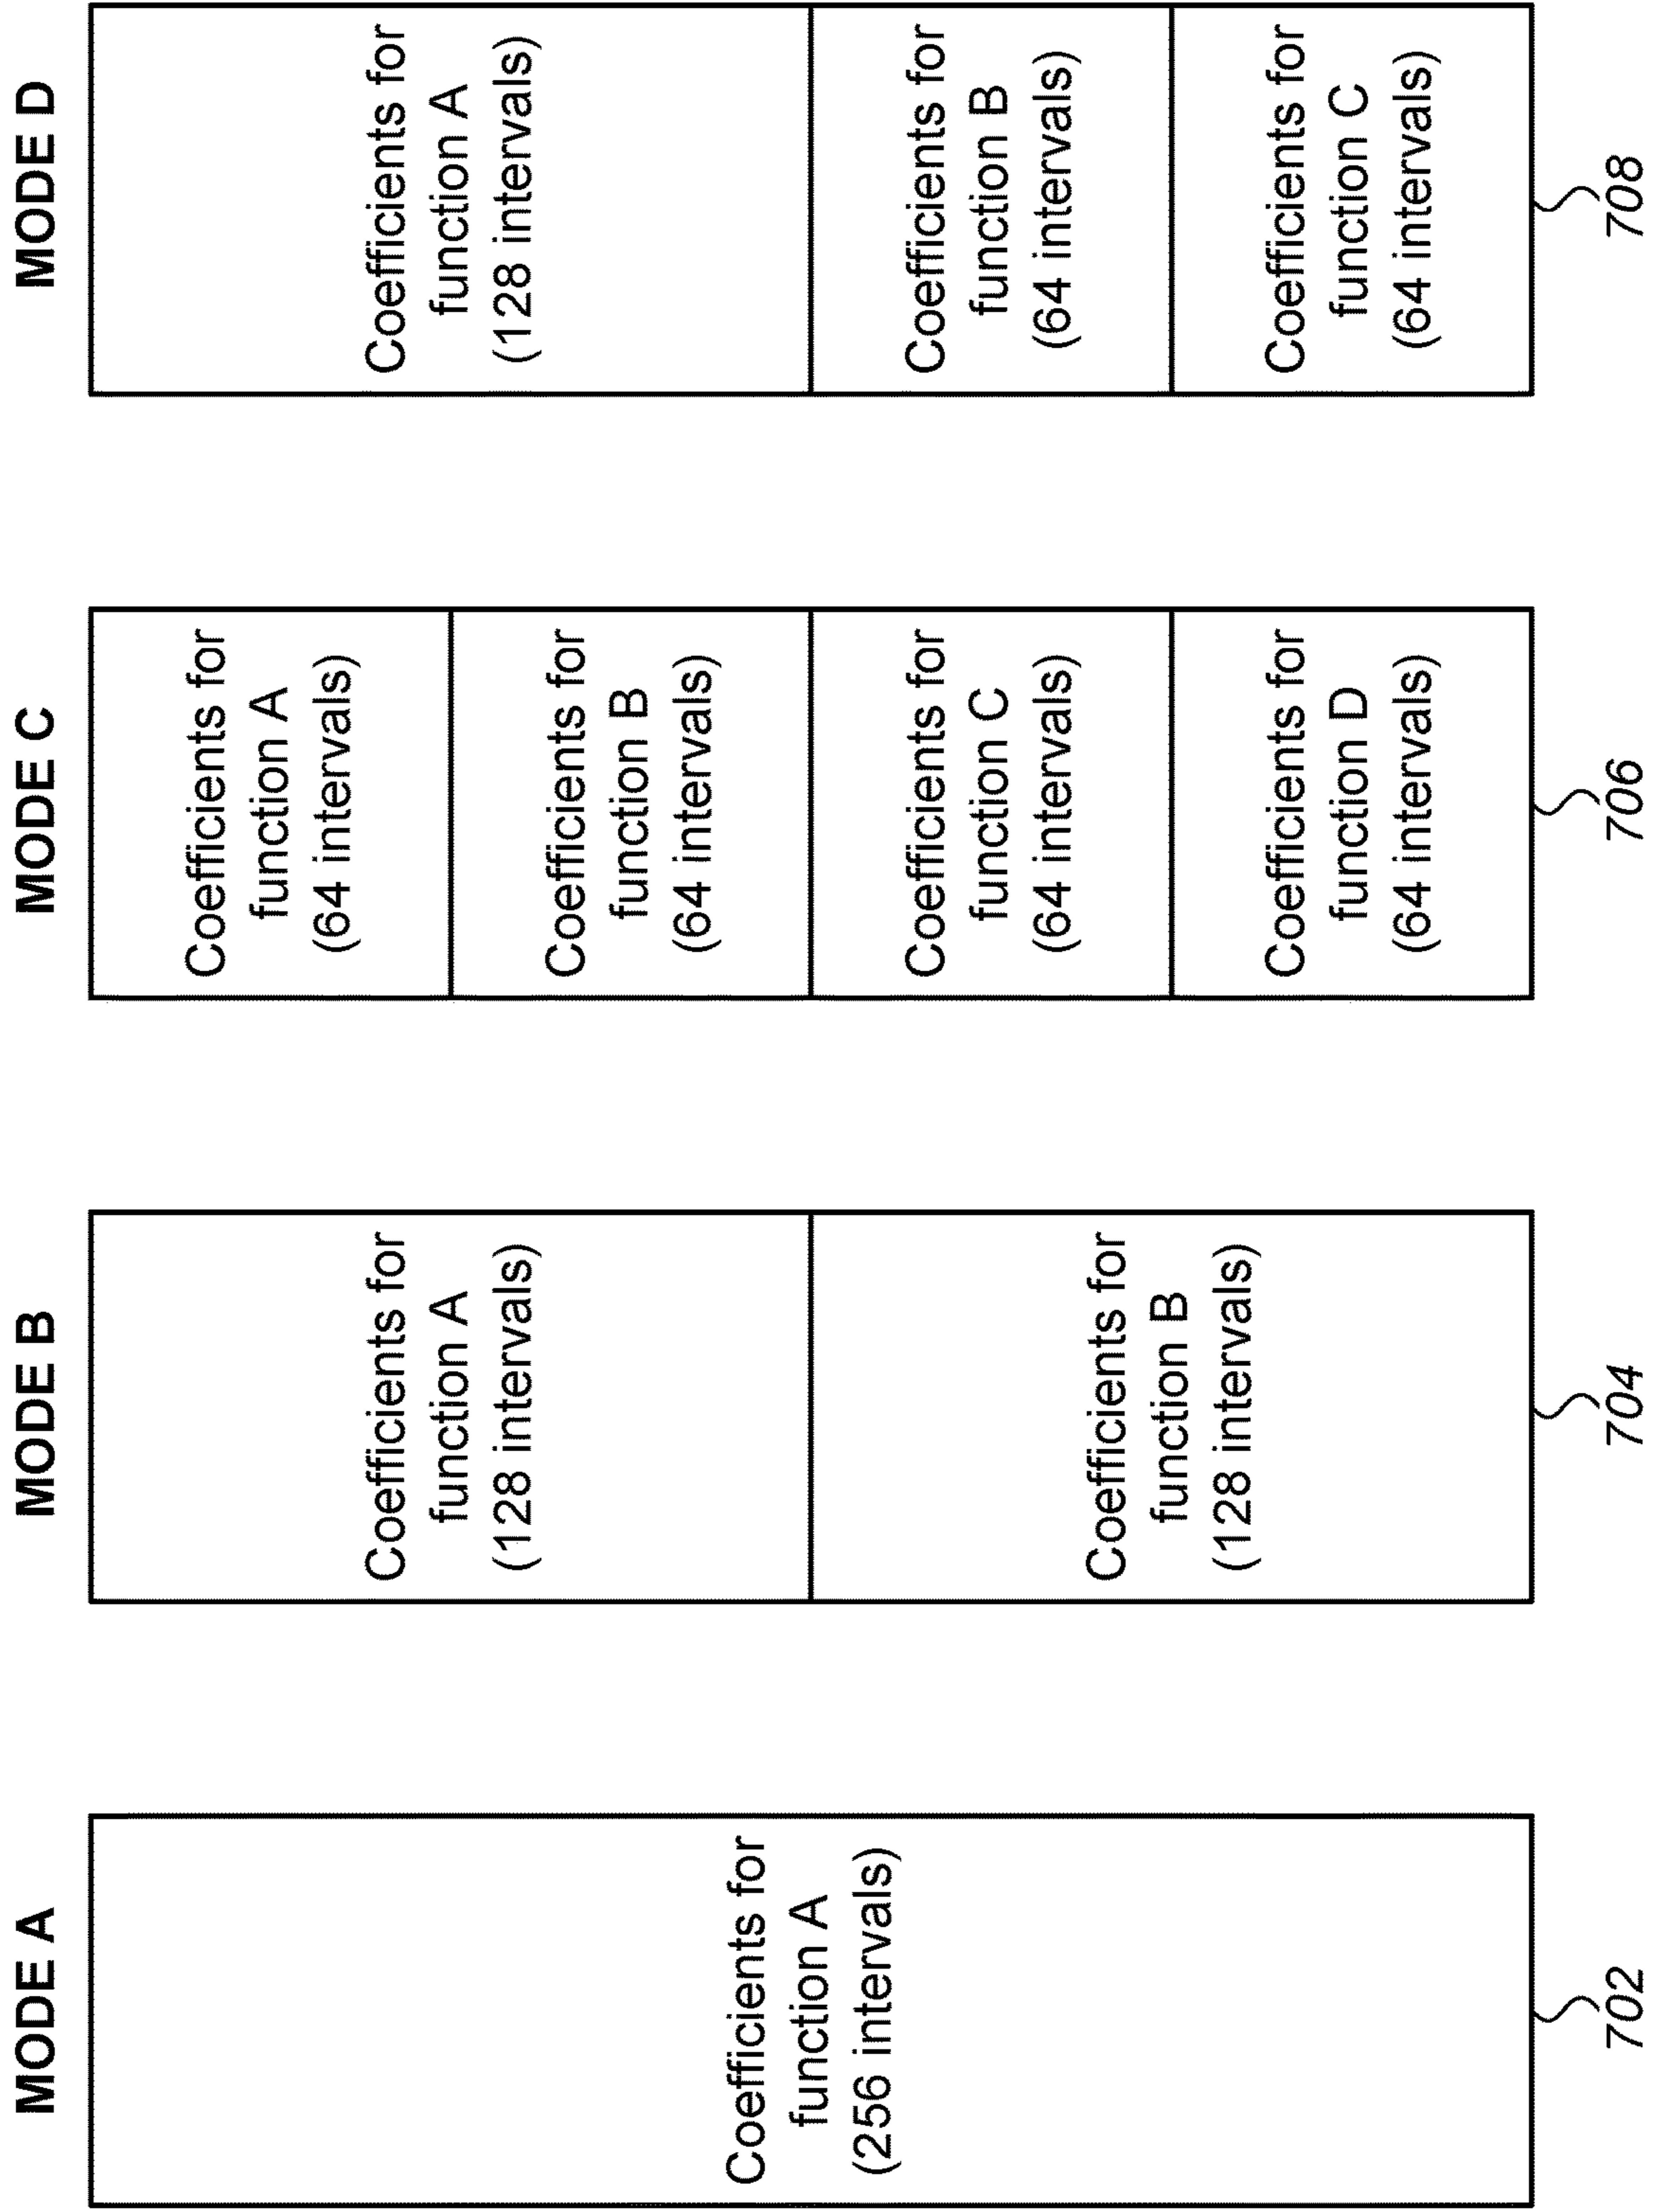 MODE A
Coefficients for
function A
(256 intervals)
702
MODE B
Coefficients for
function A
(128 intervals)
Coefficients for
function B
(128 intervals)
704
MODE C
Coefficients for
function A
(64 intervals)
Coefficients for
function B
(64 intervals)
Coefficients for
function C
(64 intervals)
Coefficients for
function D
(64 intervals)
706
MODE D
Coefficients for
function A
(128 intervals)
Coefficients for
function B
(64 intervals)
Coefficients for
function C
(64 intervals)
708